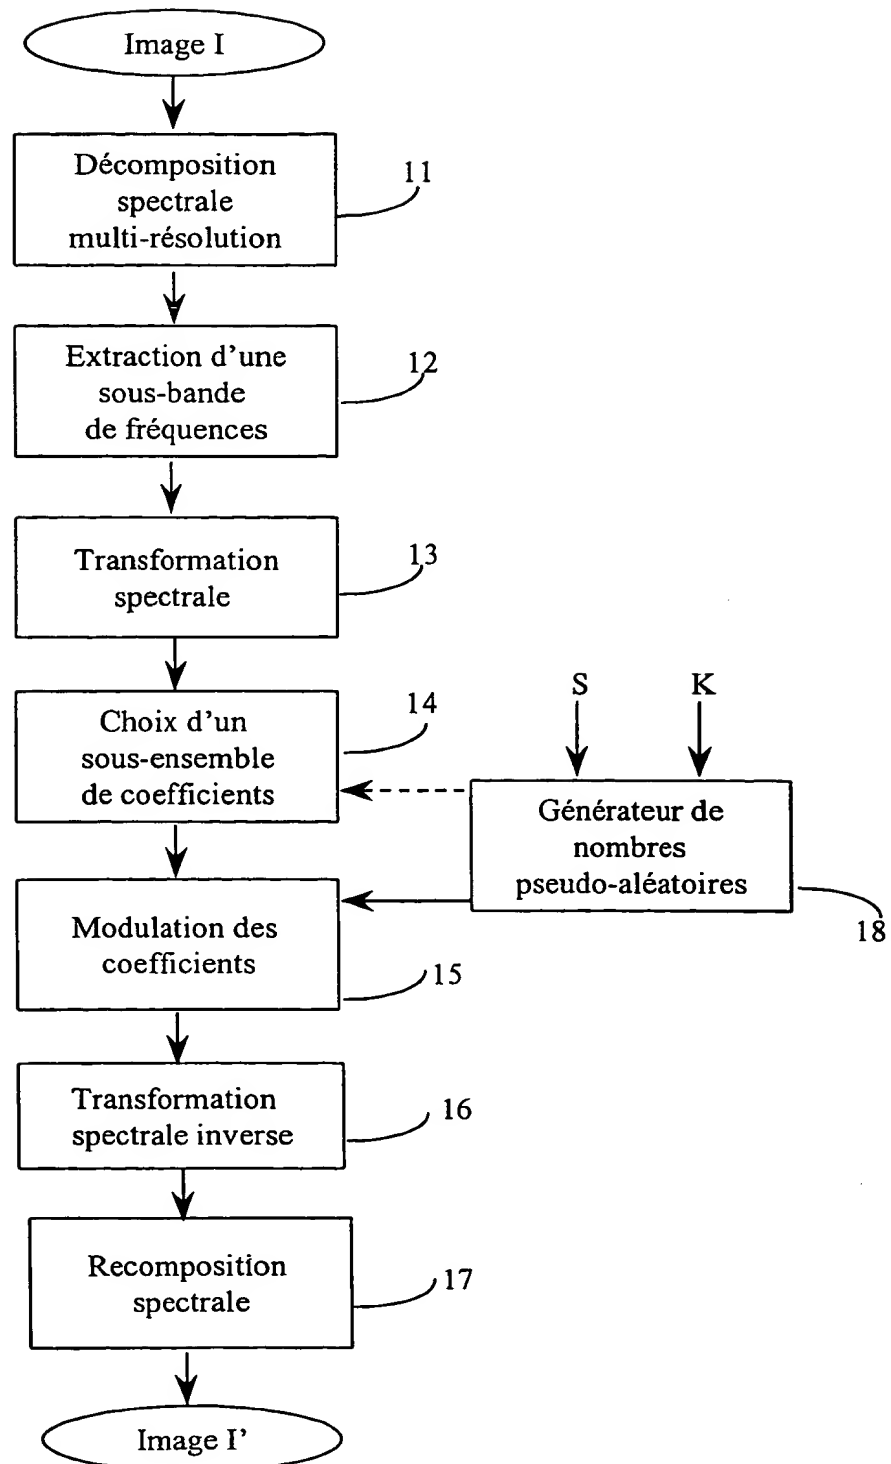 Image I
Décomposition
spectrale
multi-résolution
11
Extraction d'une
sous-bande
de fréquences
12
Transformation
spectrale
13
Choix d'un
sous-ensemble
de coefficients
14
S
K
Générateur de
nombres
pseudo-aléatoires
18
Modulation des
coefficients
15
Transformation
spectrale inverse
16
Recomposition
spectrale
17
Image I'